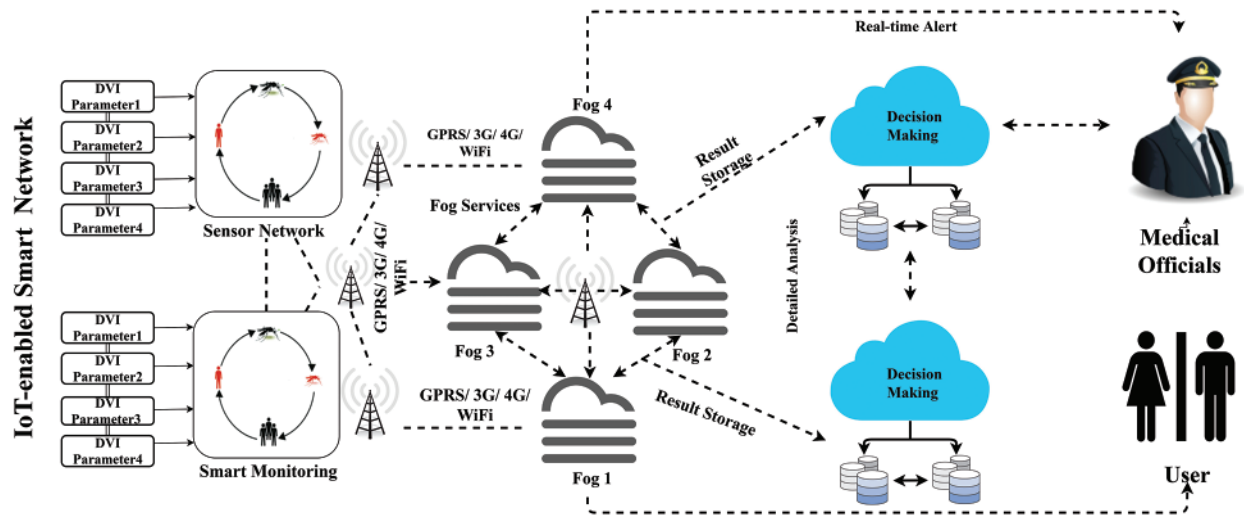 IoT-enabled Smart Network
DVI
Parameter1
DVI
Parameter2
DVI
Parameter3
DVI
Parameter4
Sensor Network
DVI
Parameter1
DVI
Parameter2
DVI
Parameter3
DVI
Parameter4
Smart Monitoring
GPRS/ 3G/ 4G/
WiFi
GPRS/ 3G/ 4G/
WiFi
GPRS/ 3G/ 4G/
WiFi
Fog 4
Fog Services
Fog 3
Fog 2
Fog 1
Result
Storage
Result Storage
Real-time Alert
Decision
Making
Detailed Analysis
Decision
Making
Medical
Officials
User